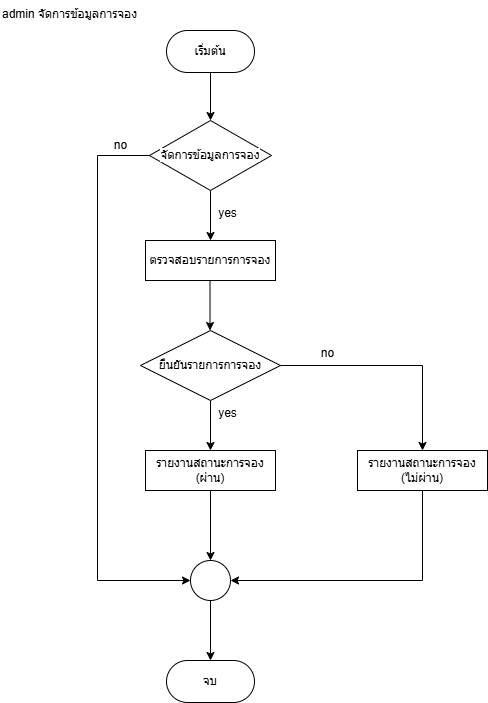 admin จัดการข้อมูลการจอง
เริ่มต้น
จัดการข้อมูลการจอง
no
yes
ตรวจสอบรายการการจอง
ยืนยันรายการการจอง
no
yes
รายงานสถานะการจอง
(ผ่าน)
รายงานสถานะการจอง
(ไม่ผ่าน)
จบ